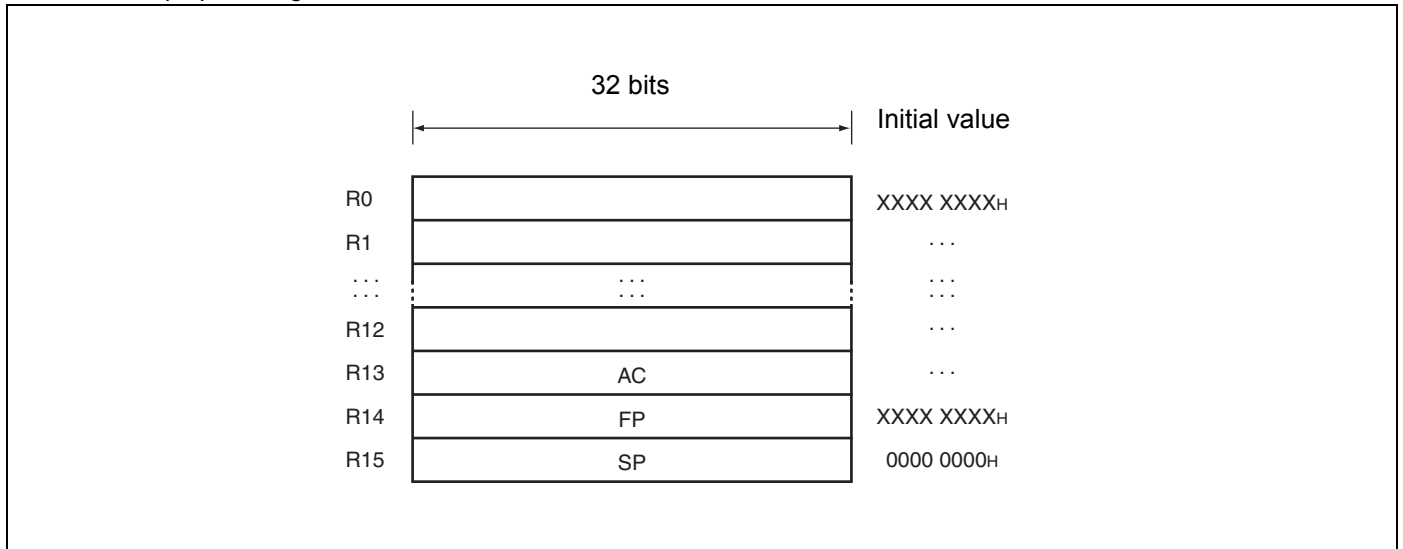 32 bits
Initial value
R0 XXXX XXXXH
R1 ...
... ... ...
... ... ...
R12 ...
R13 AC ...
R14 FP XXXX XXXXH
R15 SP 0000 0000H